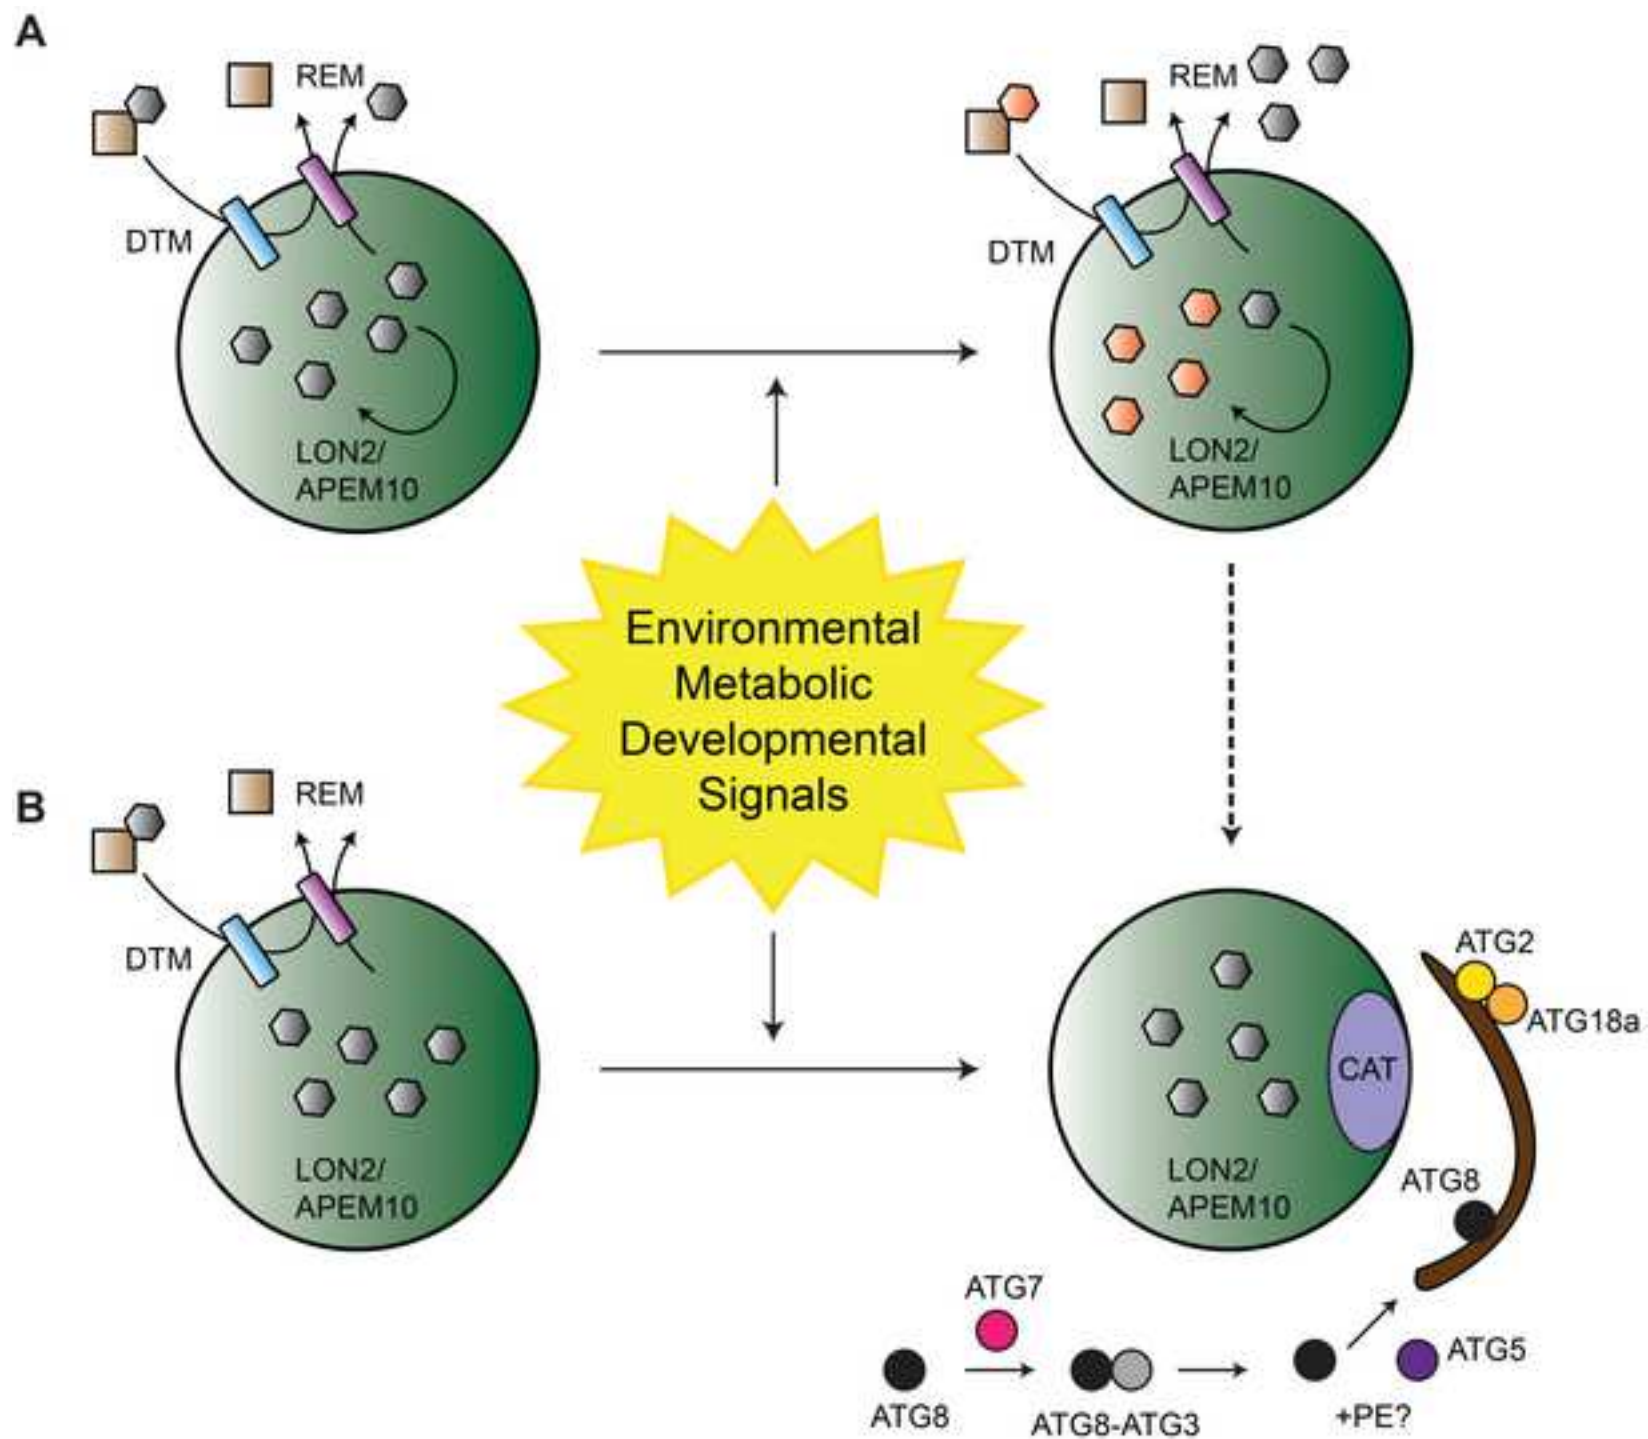 A
REM
DTM
LON2/
APEM10
REM
DTM
LON2/
APEM10
Environmental
Metabolic
Developmental
Signals
B
REM
DTM
LON2/
APEM10
CAT
LON2/
APEM10
ATG2
ATG18a
ATG8
ATG7
ATG8
ATG8-ATG3
ATG5
+PE?